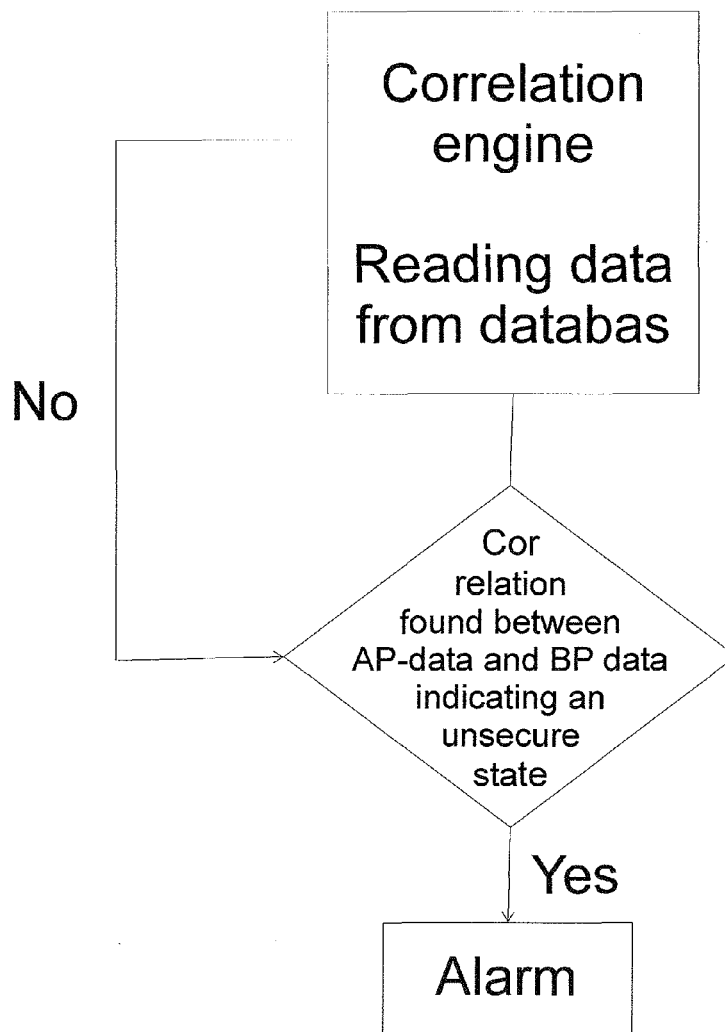 Correlation
engine
Reading data
from databas
No
Cor
relation
found between
AP-data and BP data
indicating an
unsecure
state
Yes
Alarm